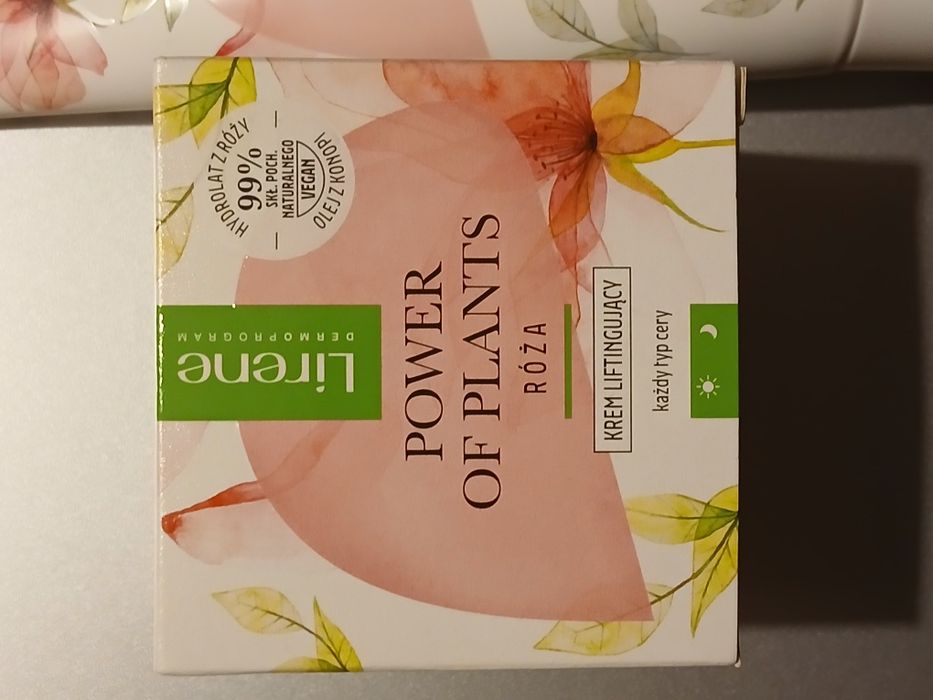 HYDROLAT Z RÓŻY
99%
SKŁ. POCH.
NATURALNEGO
VEGAN
OLEJ Z KONOPI
Lirene
DERMOPROGRAM
POWER
OF PLANTS
RÓŻA
KREM LIFTINGUJĄCY
każdy typ cery